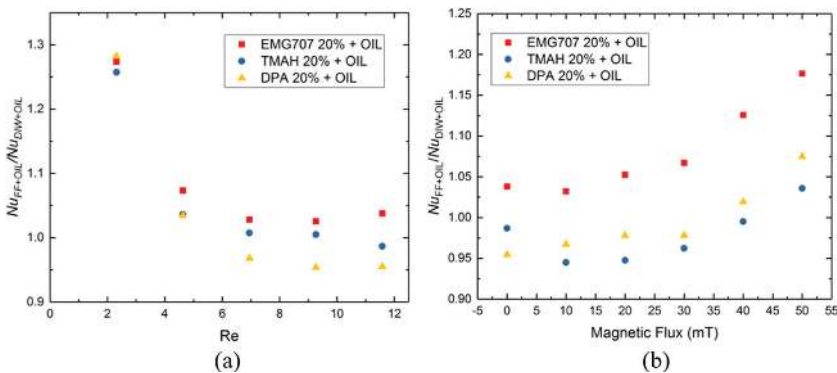 1.3
1.2
1.1
1.0
0.9
0
2
4
6
8
10
12
Nu_FF+OIL/Nu_DIW+OIL
Re
EMG707 20% + OIL
TMAH 20% + OIL
DPA 20% + OIL
(a)
1.25
1.20
1.15
1.10
1.05
1.00
0.95
0.90
-5
0
5
10
15
20
25
30
35
40
45
50
55
Nu_FF+OIL/Nu_DIW+OIL
Magnetic Flux (mT)
EMG707 20% + OIL
TMAH 20% + OIL
DPA 20% + OIL
(b)